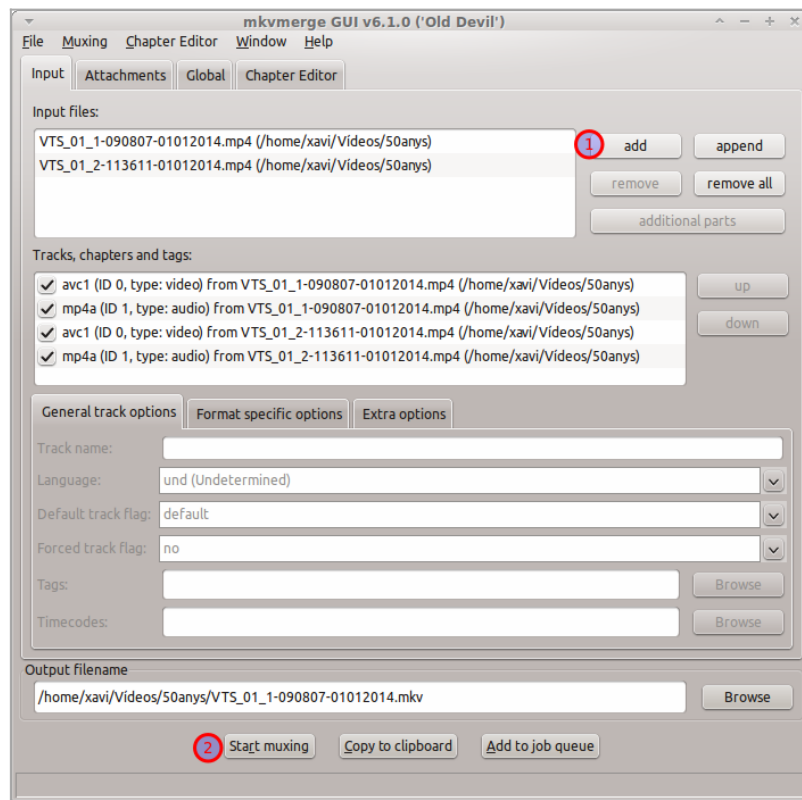 mkvmerge GUI v6.1.0 ('Old Devil')
File Muxing Chapter Editor Window Help
Input Attachments Global Chapter Editor
Input files:
VTS_01_1-090807-01012014.mp4 (/home/xavi/Vídeos/50anys)
VTS_01_2-113611-01012014.mp4 (/home/xavi/Vídeos/50anys)
1 add append
remove remove all
additional parts
Tracks, chapters and tags:
avc1 (ID 0, type: video) from VTS_01_1-090807-01012014.mp4 (/home/xavi/Vídeos/50anys)
mp4a (ID 1, type: audio) from VTS_01_1-090807-01012014.mp4 (/home/xavi/Vídeos/50anys)
avc1 (ID 0, type: video) from VTS_01_2-113611-01012014.mp4 (/home/xavi/Vídeos/50anys)
mp4a (ID 1, type: audio) from VTS_01_2-113611-01012014.mp4 (/home/xavi/Vídeos/50anys)
up
down
General track options Format specific options Extra options
Track name:
Language: und (Undetermined)
Default track flag: default
Forced track flag: no
Tags: Browse
Timecodes: Browse
Output filename
/home/xavi/Vídeos/50anys/VTS_01_1-090807-01012014.mkv Browse
2 Start muxing Copy to clipboard Add to job queue